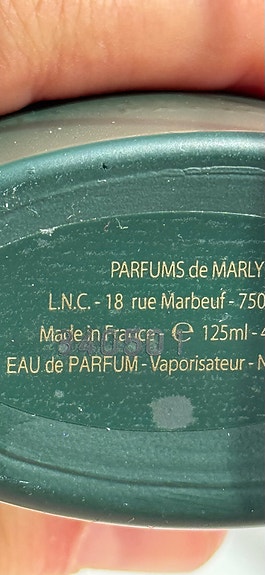 PARFUMS de MARLY
L.N.C. - 18 rue Marbeuf - 750
Made in France ℮ 125ml - 4
EAU de PARFUM - Vaporisateur - N